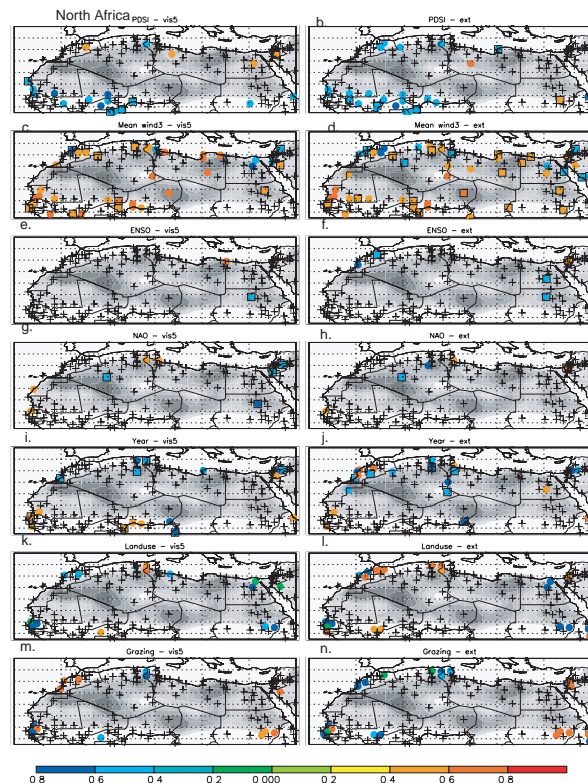 North Africa
PDSI - vis5
b.
PDSI - ext
c.
Mean wind3 - vis5
d.
Mean wind3 - ext
e.
ENSO - vis5
f.
ENSO - ext
g.
NAO - vis5
h.
NAO - ext
i.
Year - vis5
j.
Year - ext
k.
Landuse - vis5
l.
Landuse - ext
m.
Grazing - vis5
n.
Grazing - ext
0.8 0.6 0.4 0.2 0.000 0.2 0.4 0.6 0.8